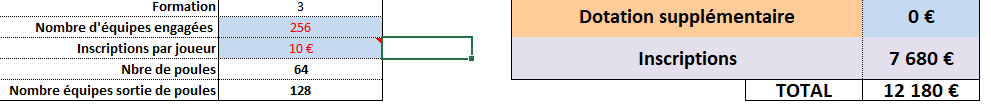 Formation 3
Nombre d'équipes engagées 256
Inscriptions par joueur 10 €
Nbre de poules 64
Nombre équipes sortie de poules 128
Dotation supplémentaire 0 €
Inscriptions 7 680 €
TOTAL 12 180 €